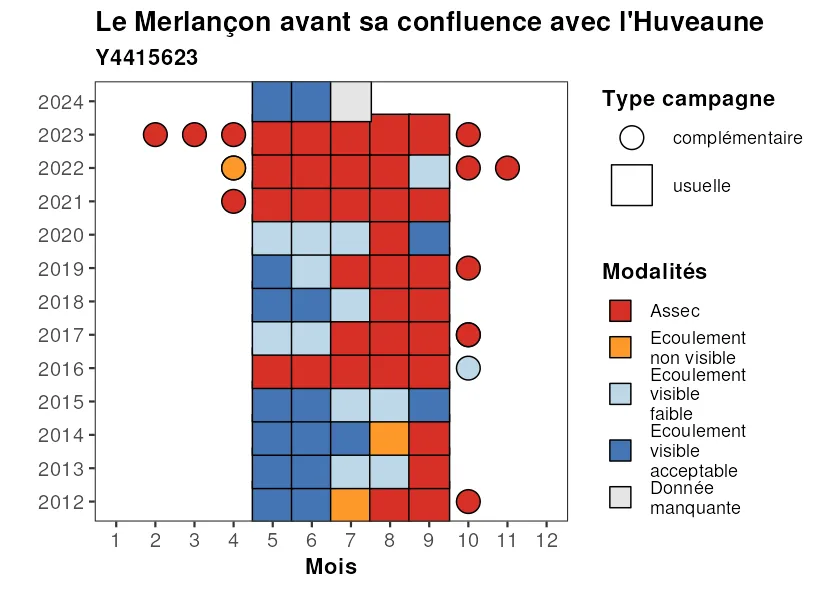 Le Merlançon avant sa confluence avec l'Huveaune
Y4415623
2024
2023
2022
2021
2020
2019
2018
2017
2016
2015
2014
2013
2012
1 2 3 4 5 6 7 8 9 10 11 12
Mois
Type campagne
complémentaire
usuelle
Modalités
Assec
Ecoulement
non visible
Ecoulement
visible
faible
Ecoulement
visible
acceptable
Donnée
manquante